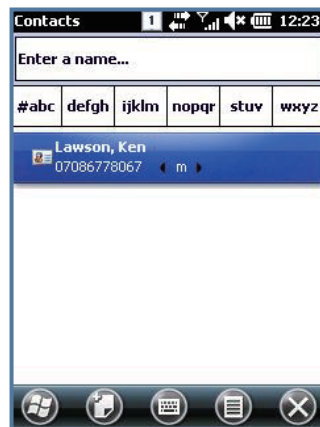 Contacts 1 12:23
Enter a name...
#abc defgh ijklm nopqr stuv wxyz
Lawson, Ken
07086778067 m